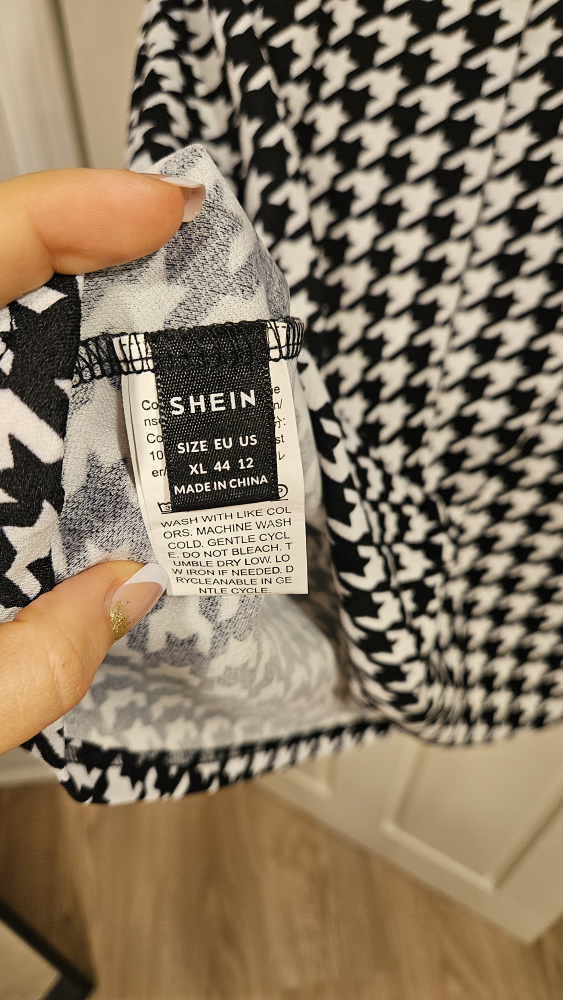 SHEIN
SIZE EU US
XL 44 12
MADE IN CHINA
WASH WITH LIKE COL
ORS. MACHINE WASH
COLD. GENTLE CYCL
E. DO NOT BLEACH. T
UMBLE DRY LOW. LO
W IRON IF NEEDED. D
RYCLEANABLE IN GE
NTLE CYCLE.